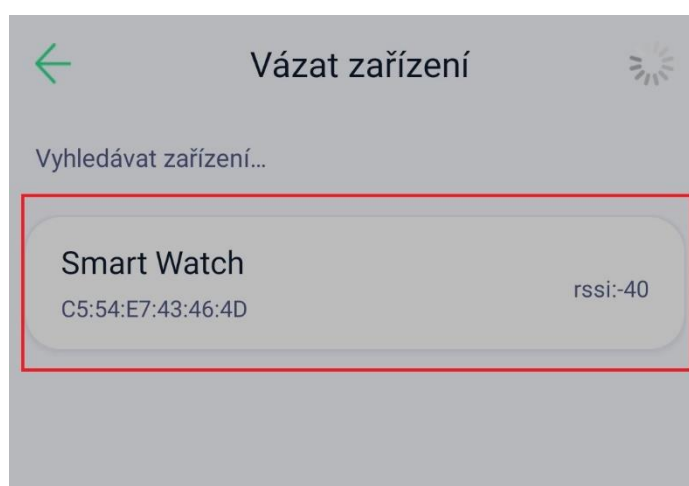 Vázat zařízení
Vyhledávat zařízení...
Smart Watch
C5:54:E7:43:46:4D
rssi:-40